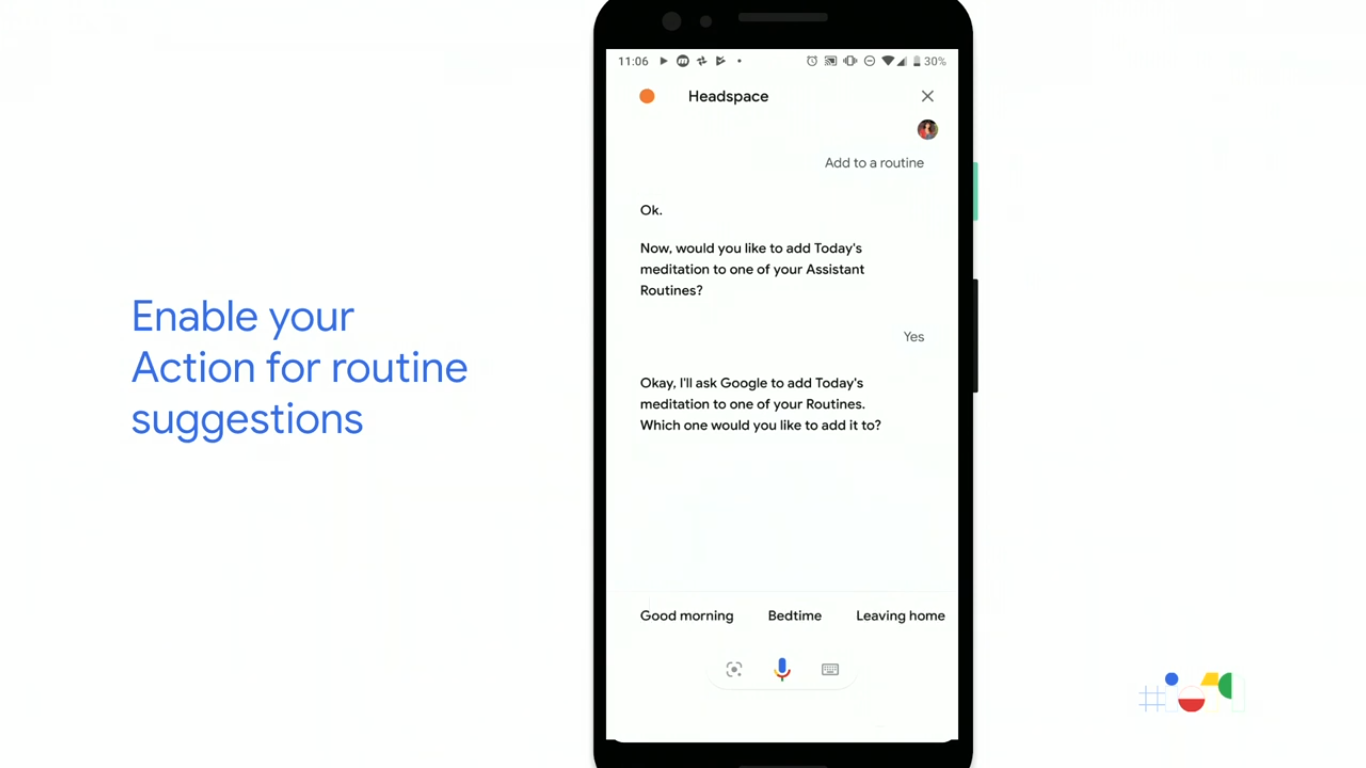 Enable your
Action for routine
suggestions
11:06
30%
Headspace
Add to a routine
Ok.
Now, would you like to add Today's
meditation to one of your Assistant
Routines?
Yes
Okay, I'll ask Google to add Today's
meditation to one of your Routines.
Which one would you like to add it to?
Good morning Bedtime Leaving home
#io19